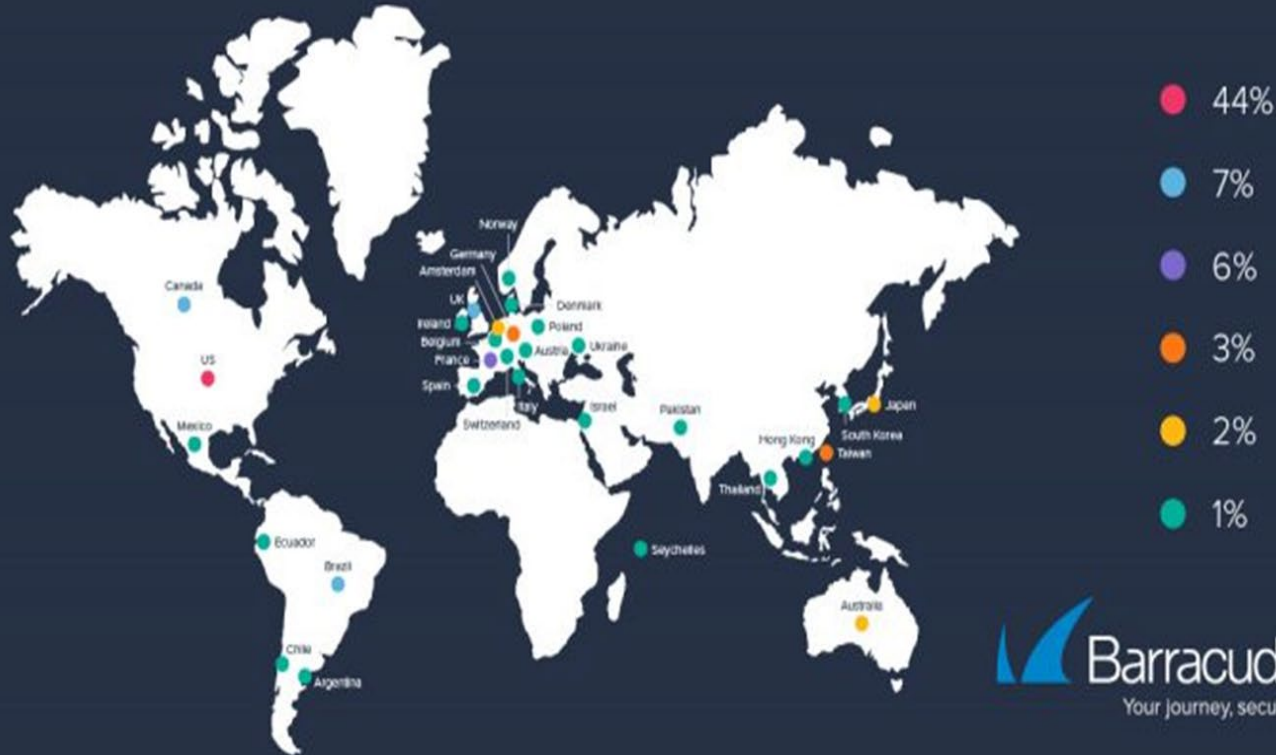 44%
7%
6%
3%
2%
1%
Norway
Germany
Amsterdam
Canada
UK
Denmark
Ireland
Poland
Belgium
Austria
Ukraine
France
US
Spain
Italy
Israel
Pakistan
Japan
Mexico
Switzerland
Hong Kong
South Korea
Taiwan
Thailand
Ecuador
Seychelles
Brazil
Australia
Chile
Argentina
Barracud
Your journey, secu